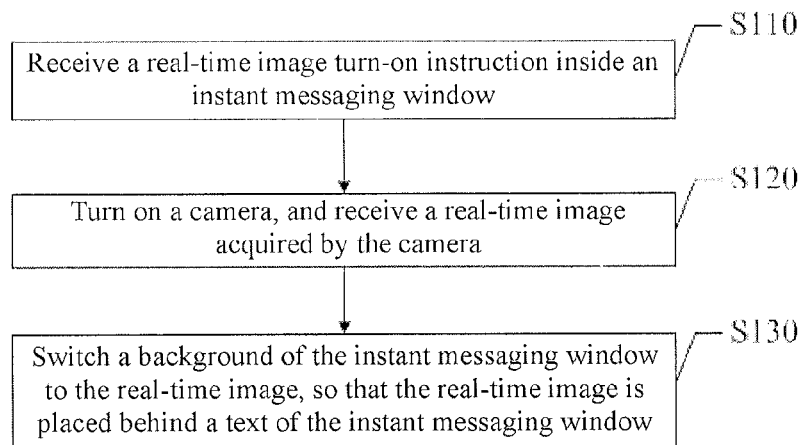 S110
Receive a real-time image turn-on instruction inside an
instant messaging window
S120
Turn on a camera, and receive a real-time image
acquired by the camera
S130
Switch a background of the instant messaging window
to the real-time image, so that the real-time image is
placed behind a text of the instant messaging window